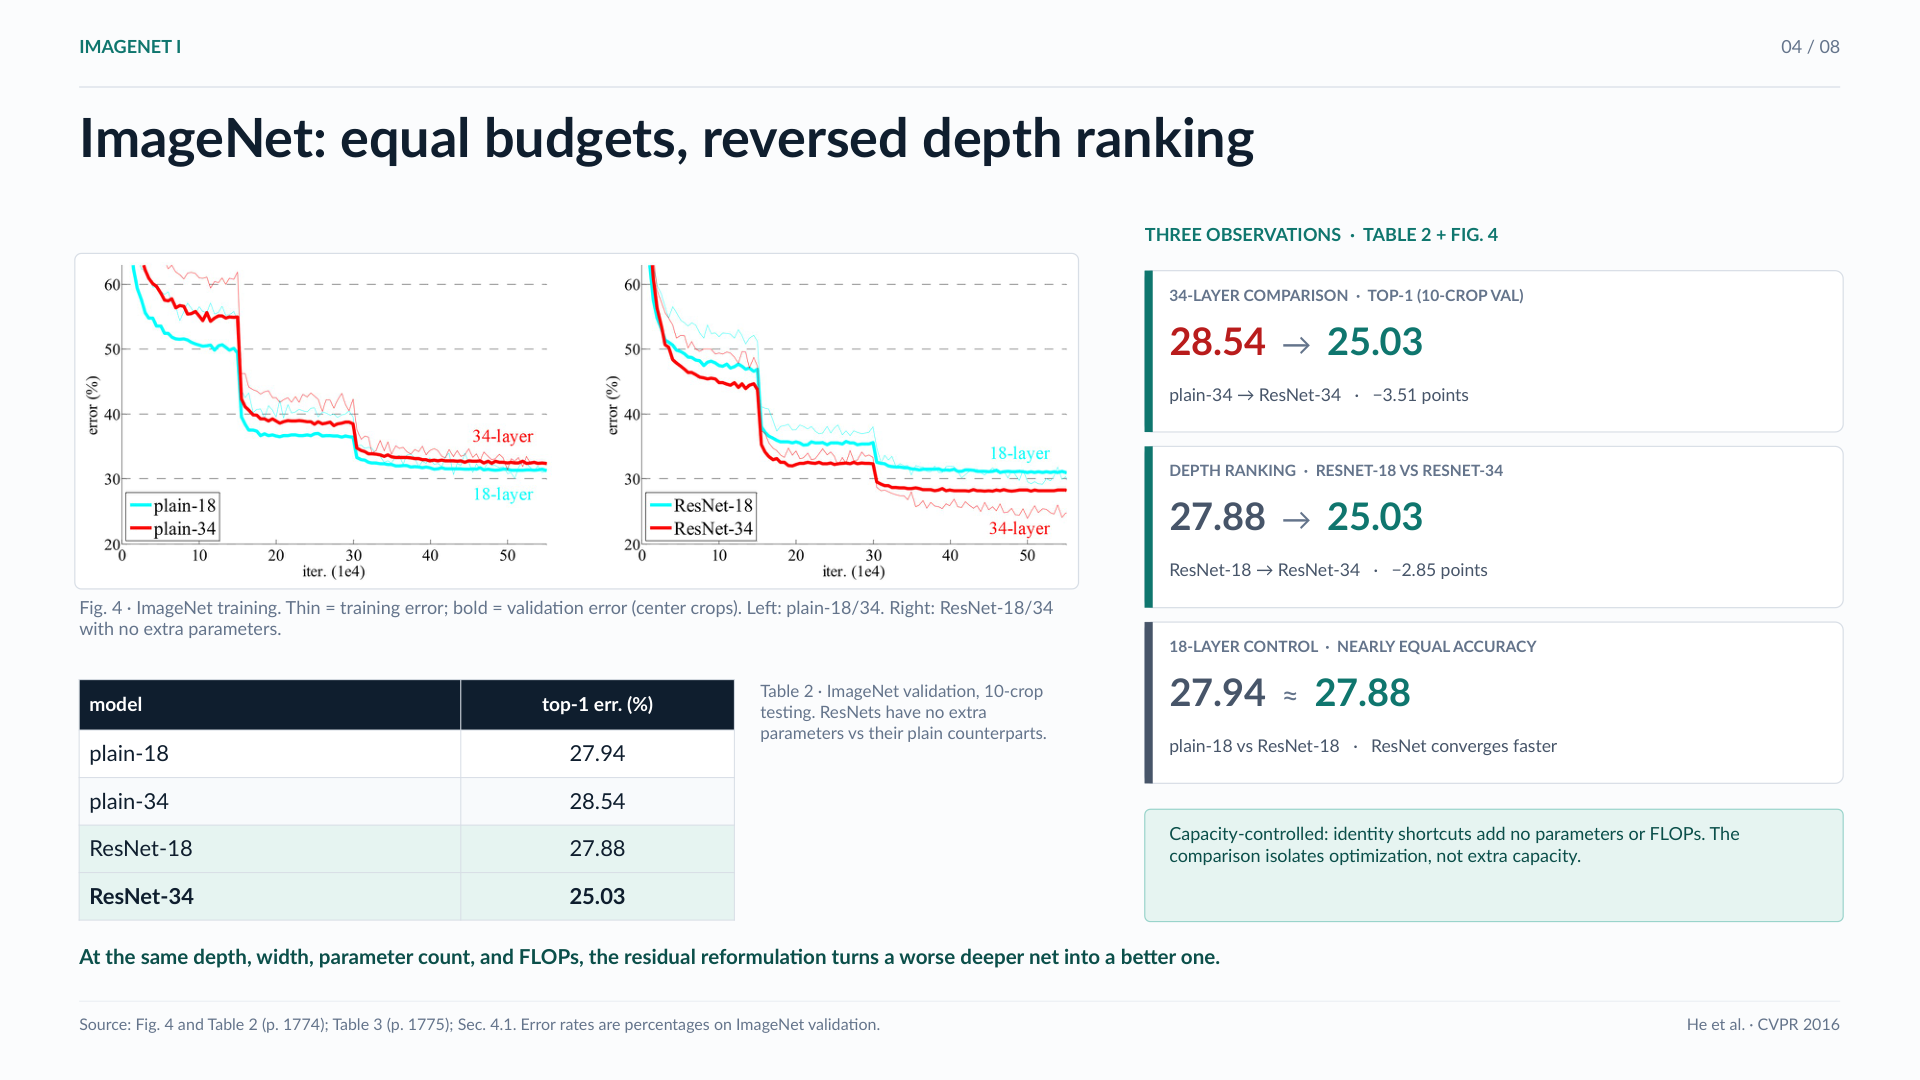 IMAGENET I
04 / 08
ImageNet: equal budgets, reversed depth ranking
60
50
40
30
20
error (%)
0
10
20
30
40
50
iter. (1e4)
34-layer
18-layer
plain-18
plain-34
60
50
40
30
20
error (%)
0
10
20
30
40
50
iter. (1e4)
18-layer
34-layer
ResNet-18
ResNet-34
Fig. 4 · ImageNet training. Thin = training error; bold = validation error (center crops). Left: plain-18/34. Right: ResNet-18/34
with no extra parameters.
model top-1 err. (%)
plain-18 27.94
plain-34 28.54
ResNet-18 27.88
ResNet-34 25.03
Table 2 · ImageNet validation, 10-crop
testing. ResNets have no extra
parameters vs their plain counterparts.
THREE OBSERVATIONS · TABLE 2 + FIG. 4
34-LAYER COMPARISON · TOP-1 (10-CROP VAL)
28.54 → 25.03
plain-34 → ResNet-34 · −3.51 points
DEPTH RANKING · RESNET-18 VS RESNET-34
27.88 → 25.03
ResNet-18 → ResNet-34 · −2.85 points
18-LAYER CONTROL · NEARLY EQUAL ACCURACY
27.94 ≈ 27.88
plain-18 vs ResNet-18 · ResNet converges faster
Capacity-controlled: identity shortcuts add no parameters or FLOPs. The
comparison isolates optimization, not extra capacity.
At the same depth, width, parameter count, and FLOPs, the residual reformulation turns a worse deeper net into a better one.
Source: Fig. 4 and Table 2 (p. 1774); Table 3 (p. 1775); Sec. 4.1. Error rates are percentages on ImageNet validation.
He et al. · CVPR 2016